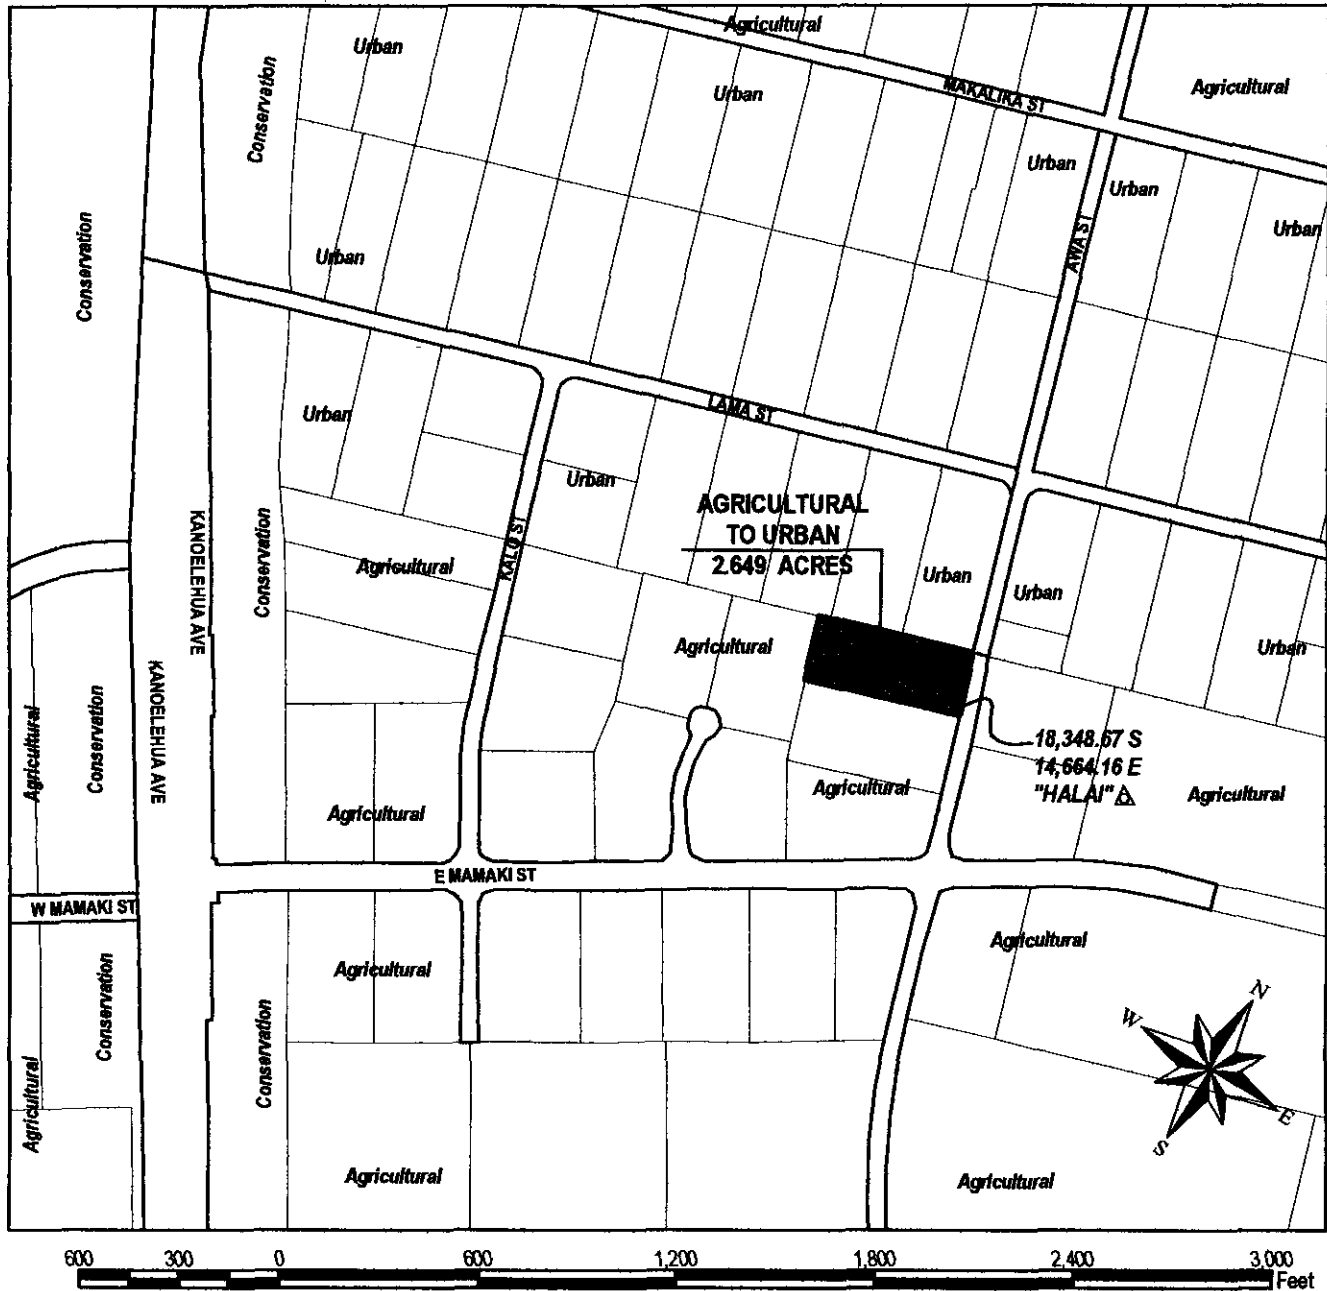 Agricultural
Urban
Conservation
Urban
MAKALIKA ST
Agricultural
Urban
Urban
Urban
AWA ST
Conservation
Urban
LAMA ST
Urban
Urban
AGRICULTURAL
TO URBAN
2.649 ACRES
KANOELEHUA AVE
Conservation
Agricultural
KALO ST
Urban
Urban
Urban
Agricultural
KANOELEHUA AVE
Agricultural
Conservation
18,348.67 S
14,664.16 E
"HALAI"
Agricultural
Agricultural
Agricultural
E MAMAKI ST
W MAMAKI ST
Agricultural
Agricultural
Conservation
Conservation
Agricultural
Agricultural
Agricultural
N
W
E
S
600 300 0 600 1,200 1,800 2,400 3,000
Feet